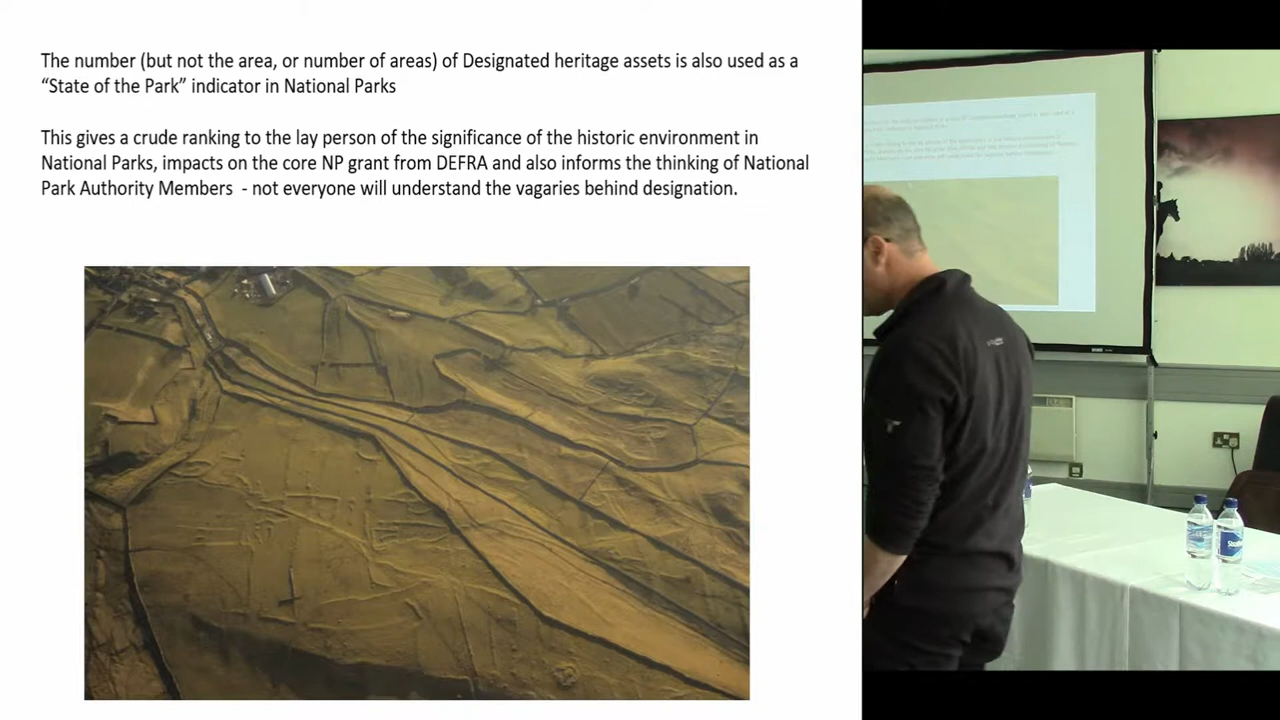 The number (but not the area, or number of areas) of Designated heritage assets is also used as a
“State of the Park” indicator in National Parks
This gives a crude ranking to the lay person of the significance of the historic environment in
National Parks, impacts on the core NP grant from DEFRA and also informs the thinking of National
Park Authority Members - not everyone will understand the vagaries behind designation.